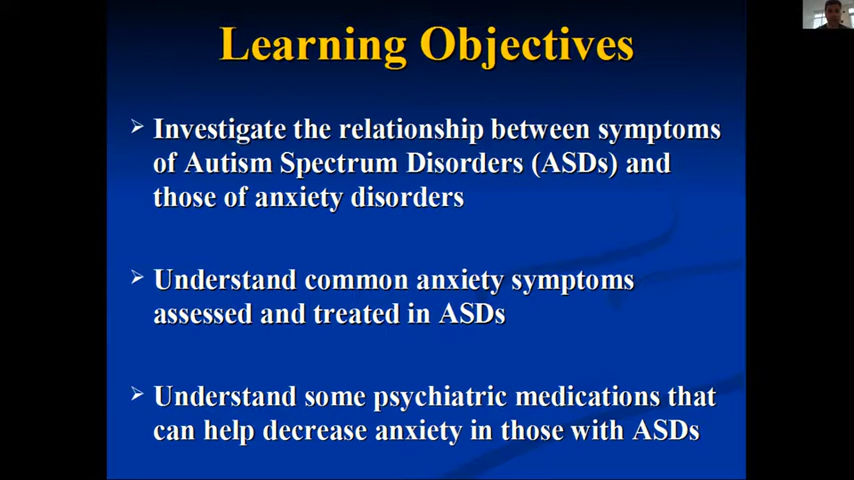 Learning Objectives
Investigate the relationship between symptoms
of Autism Spectrum Disorders (ASDs) and
those of anxiety disorders
Understand common anxiety symptoms
assessed and treated in ASDs
Understand some psychiatric medications that
can help decrease anxiety in those with ASDs